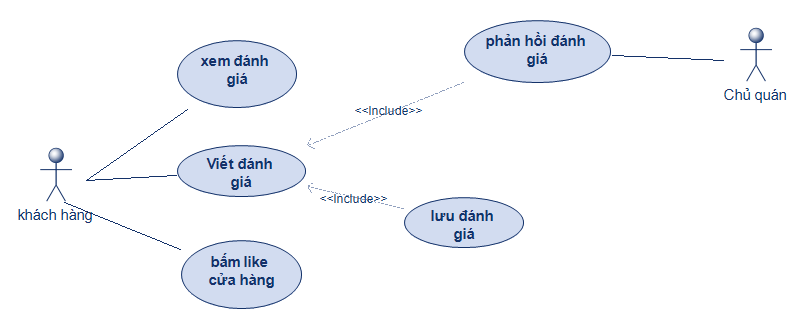 phản hồi đánh
giá
Chủ quán
xem đánh
giá
<<Include>>
Viết đánh
giá
khách hàng
<<Include>>
lưu đánh
giá
bấm like
cửa hàng